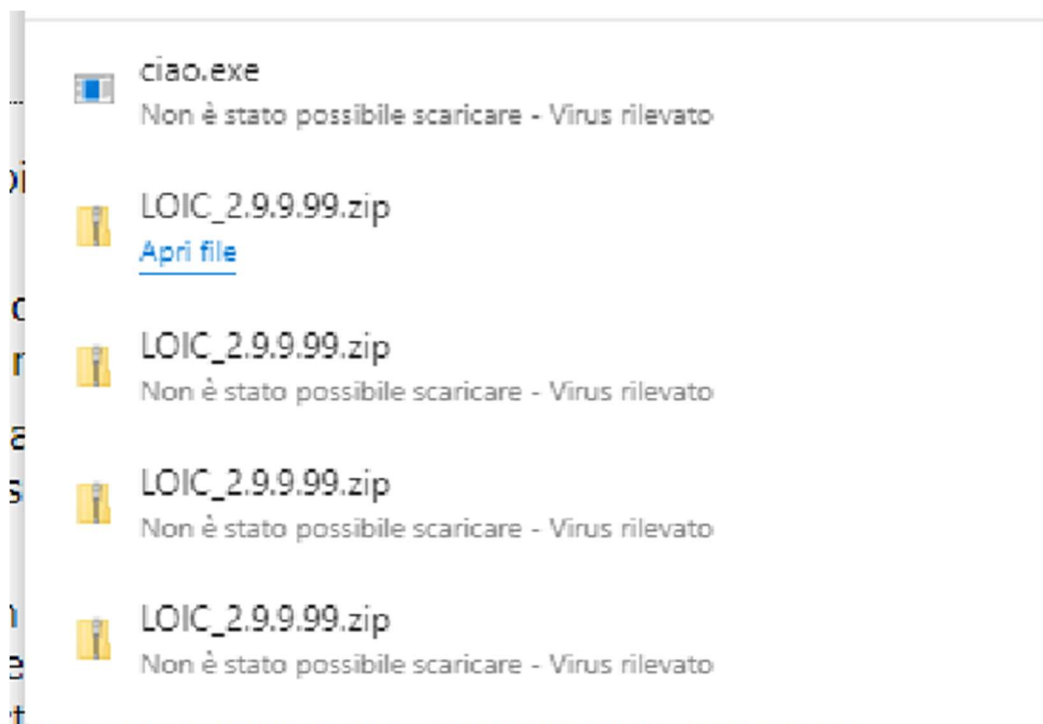 ciao.exe
Non è stato possibile scaricare - Virus rilevato
LOIC_2.9.9.99.zip
Apri file
LOIC_2.9.9.99.zip
Non è stato possibile scaricare - Virus rilevato
LOIC_2.9.9.99.zip
Non è stato possibile scaricare - Virus rilevato
LOIC_2.9.9.99.zip
Non è stato possibile scaricare - Virus rilevato